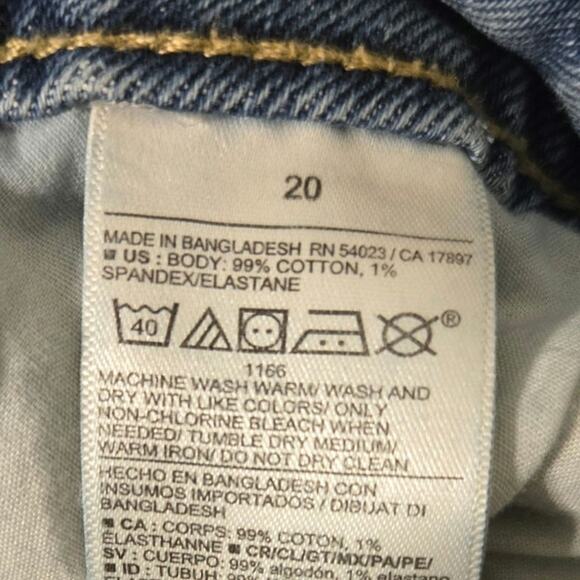 20
MADE IN BANGLADESH RN 54023 / CA 17897
US : BODY: 99% COTTON, 1%
SPANDEX/ELASTANE
40 ®
1166
MACHINE WASH WARM/ WASH AND
DRY WITH LIKE COLORS/ ONLY
NON-CHLORINE BLEACH WHEN
NEEDED/ TUMBLE DRY MEDIUM/
WARM IRON/ DO NOT DRY CLEAN
HECHO EN BANGLADESH CON
INSUMOS IMPORTADOS / DIBUAT DI
BANGLADESH
CA : CORPS: 99% COTON, 1%
ÉLASTHANNE ■ CR/CL/GT/MX/PA/PE/
SV : CUERPO: 99% algodón, 1% elastano
ID : TUBUH: 99%